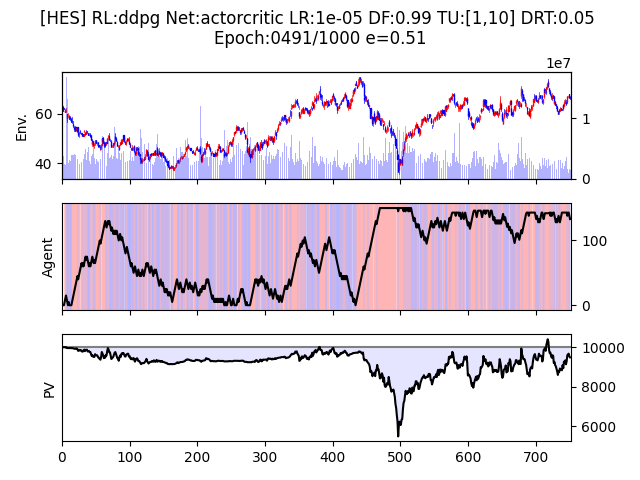 [HES] RL:ddpg Net:actorcritic LR:1e-05 DF:0.99 TU:[1,10] DRT:0.05
Epoch:0491/1000 e=0.51
1e7
Env.
60
40
1
0
Agent
100
0
PV
10000
8000
6000
0 100 200 300 400 500 600 700